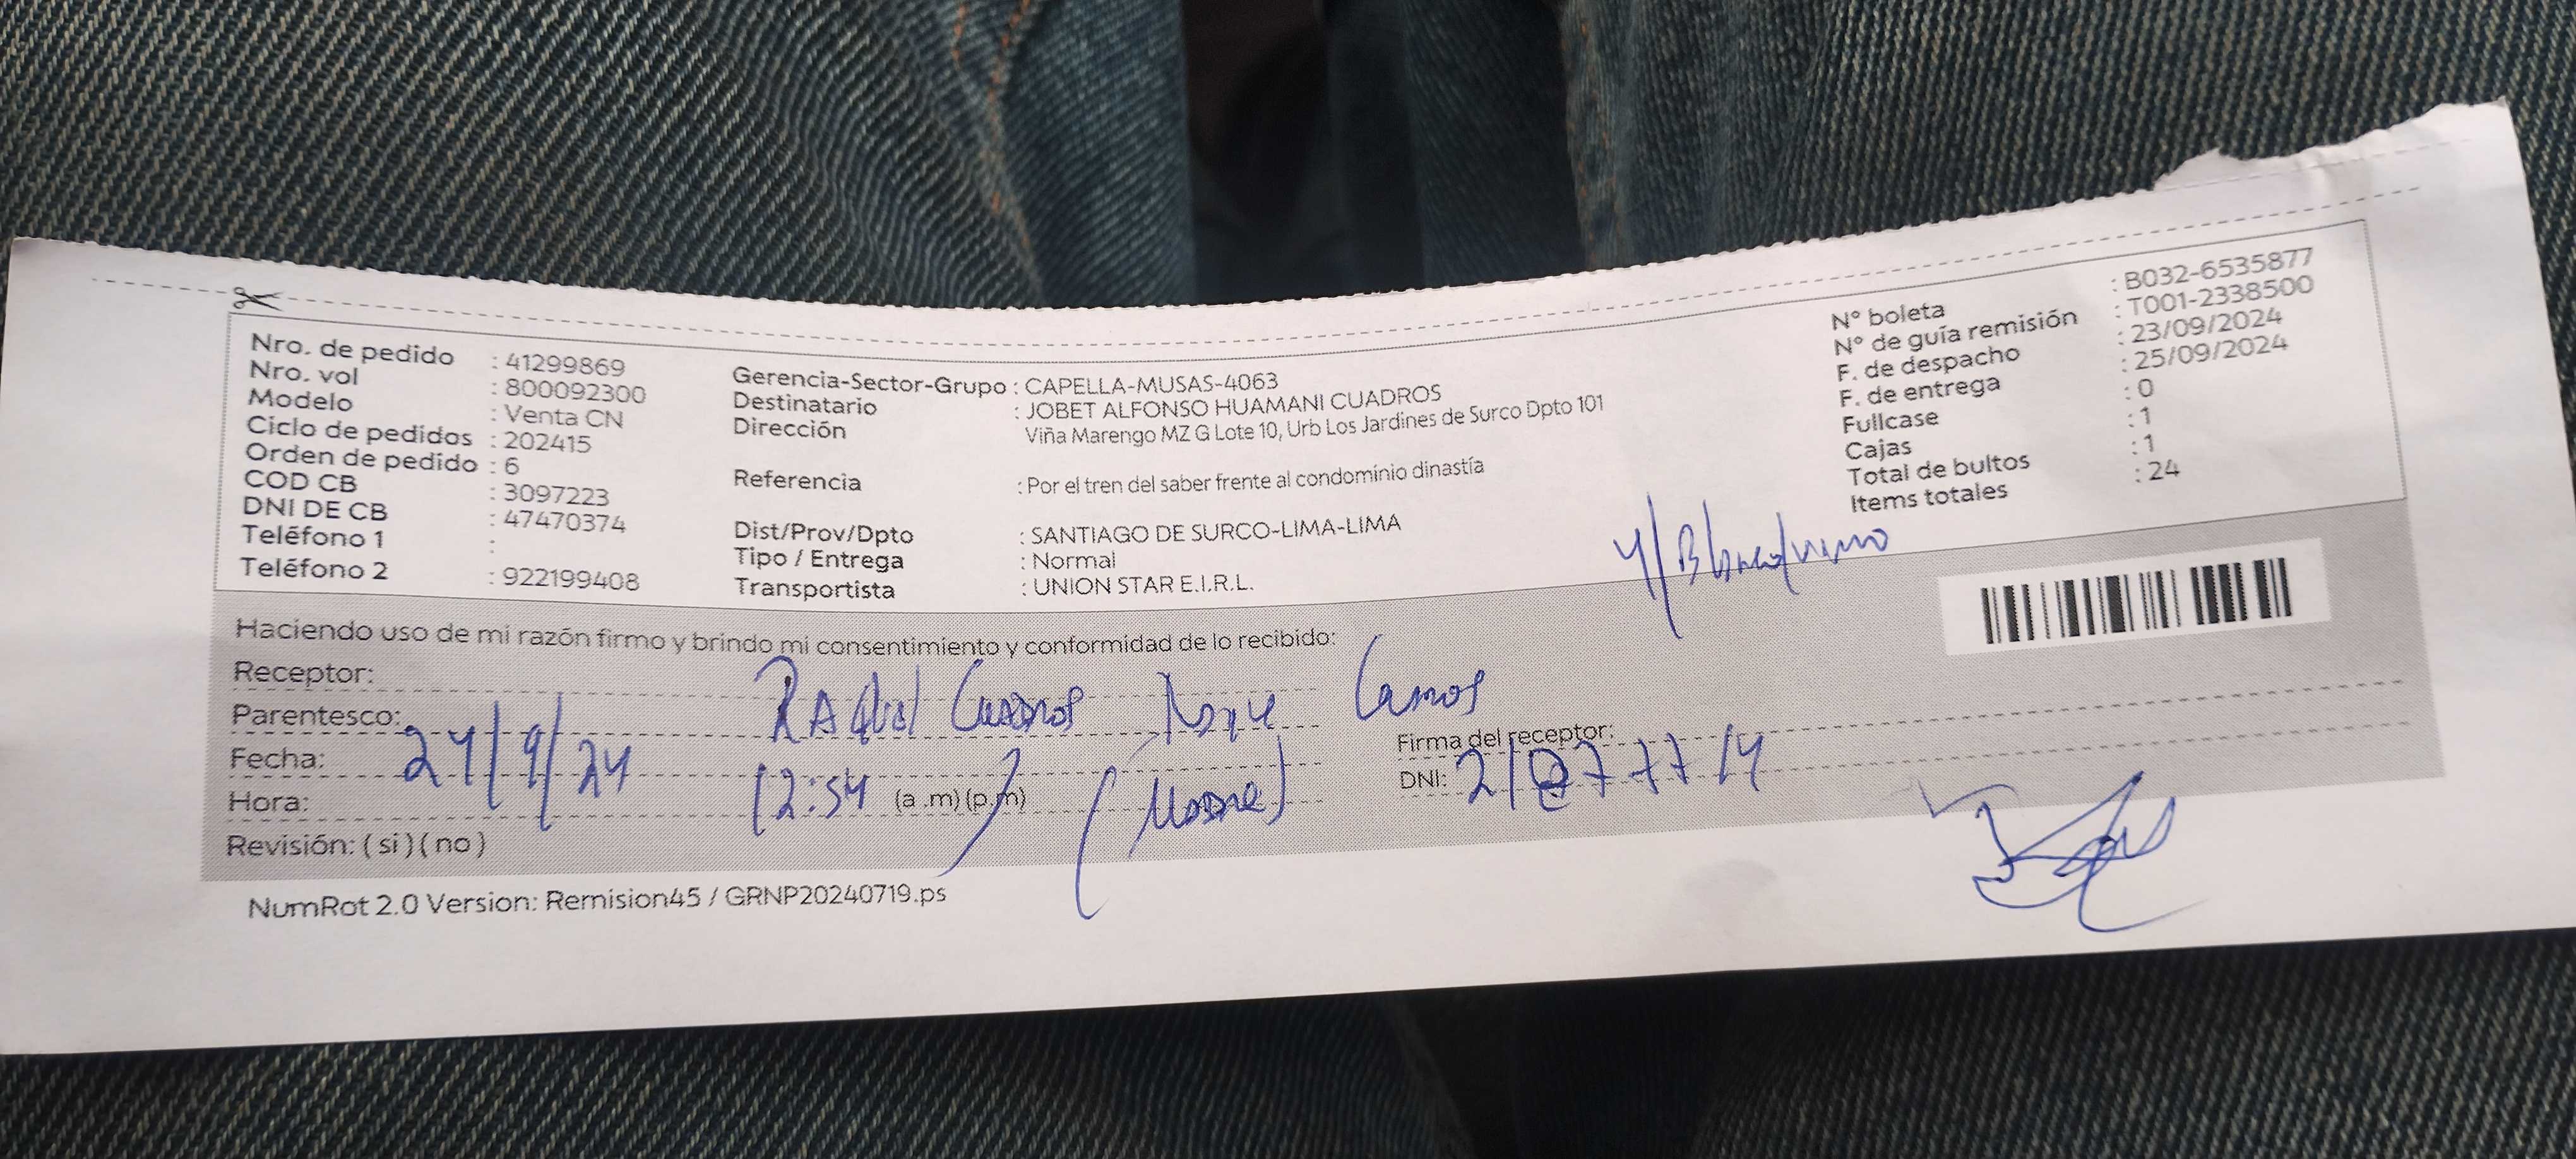 Nro. de pedido : 41299869
Nro. vol : 800092300
Modelo : Venta CN
Ciclo de pedidos : 202415
Orden de pedido : 6
COD CB : 3097223
DNI DE CB : 47470374
Teléfono 1 :
Teléfono 2 : 922199408
Gerencia-Sector-Grupo : CAPELLA-MUSAS-4063
Destinatario : JOBET ALFONSO HUAMANI CUADROS
Dirección Viña Marengo MZ G Lote 10, Urb Los Jardines de Surco Dpto 101
Referencia : Por el tren del saber frente al condominio dinastía
Dist/Prov/Dpto : SANTIAGO DE SURCO-LIMA-LIMA
Tipo / Entrega : Normal
Transportista : UNION STAR E.I.R.L.
N° boleta : B032-6535877
N° de guía remisión : T001-2338500
F. de despacho : 23/09/2024
F. de entrega : 25/09/2024
Fullcase : 0
Cajas : 1
Total de bultos : 1
Items totales : 24
Haciendo uso de mi razón firmo y brindo mi consentimiento y conformidad de lo recibido:
Receptor:
Raquel Cuadros
Parentesco:
Fecha: 24/9/24
Hora: 12:54 (a.m) (p.m)
(Madre)
Firma del receptor:
DNI:
Revisión: ( si ) ( no )
NumRot 2.0 Version: Remision45 / GRNP20240719.ps